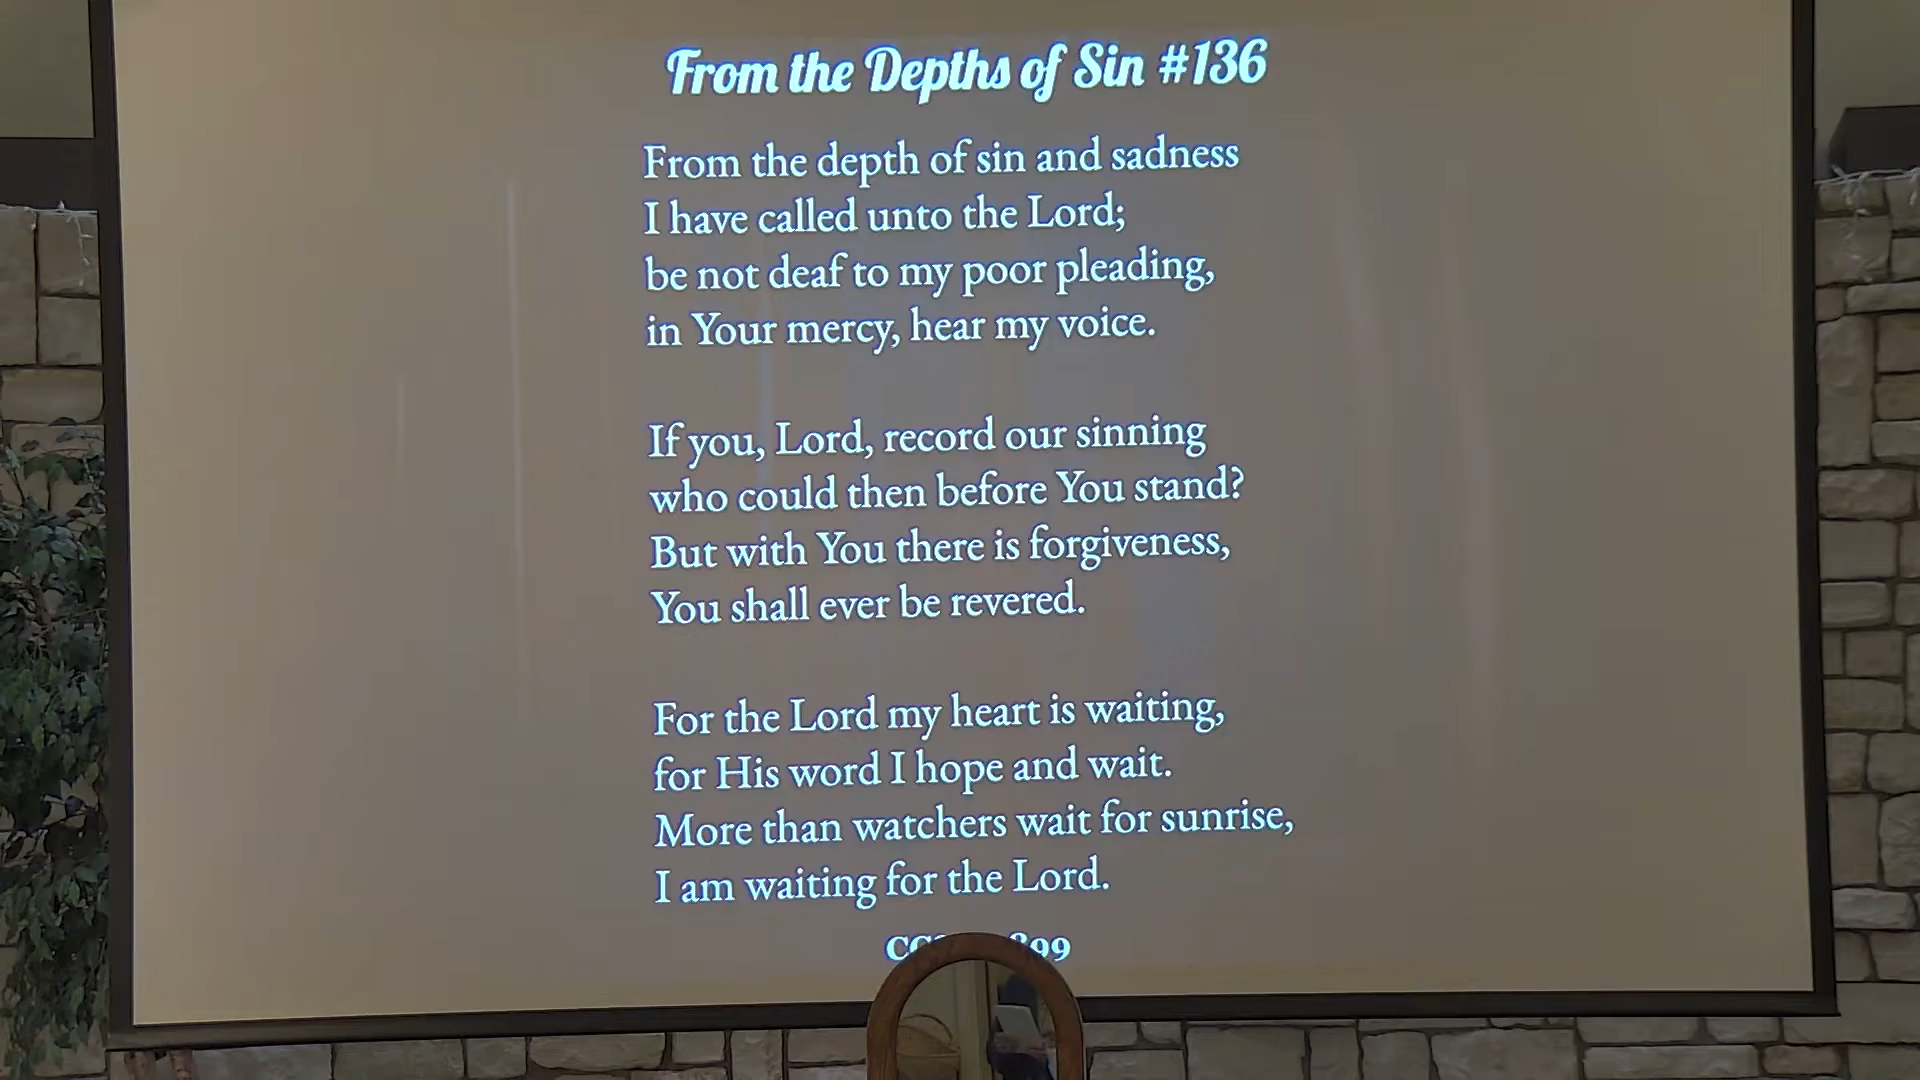 From the Depths of Sin #136
From the depth of sin and sadness
I have called unto the Lord;
be not deaf to my poor pleading,
in Your mercy, hear my voice.
If you, Lord, record our sinning
who could then before You stand?
But with You there is forgiveness,
You shall ever be revered.
For the Lord my heart is waiting,
for His word I hope and wait.
More than watchers wait for sunrise,
I am waiting for the Lord.